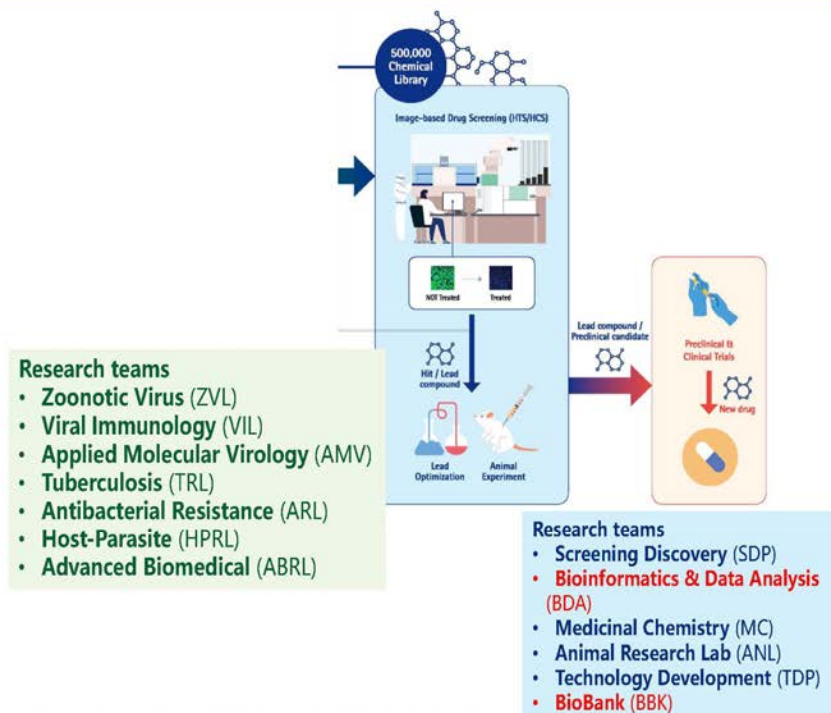 500,000
Chemical
Library
Image-based Drug Screening (HTS/HCS)
NOT Treated
Treated
Hit / Lead
compound
Lead
Optimization
Animal
Experiment
Lead compound /
Preclinical candidate
Preclinical &
Clinical Trials
New drug
Research teams
• Zoonotic Virus (ZVL)
• Viral Immunology (VIL)
• Applied Molecular Virology (AMV)
• Tuberculosis (TRL)
• Antibacterial Resistance (ARL)
• Host-Parasite (HPRL)
• Advanced Biomedical (ABRL)
Research teams
• Screening Discovery (SDP)
• Bioinformatics & Data Analysis
(BDA)
• Medicinal Chemistry (MC)
• Animal Research Lab (ANL)
• Technology Development (TDP)
• BioBank (BBK)